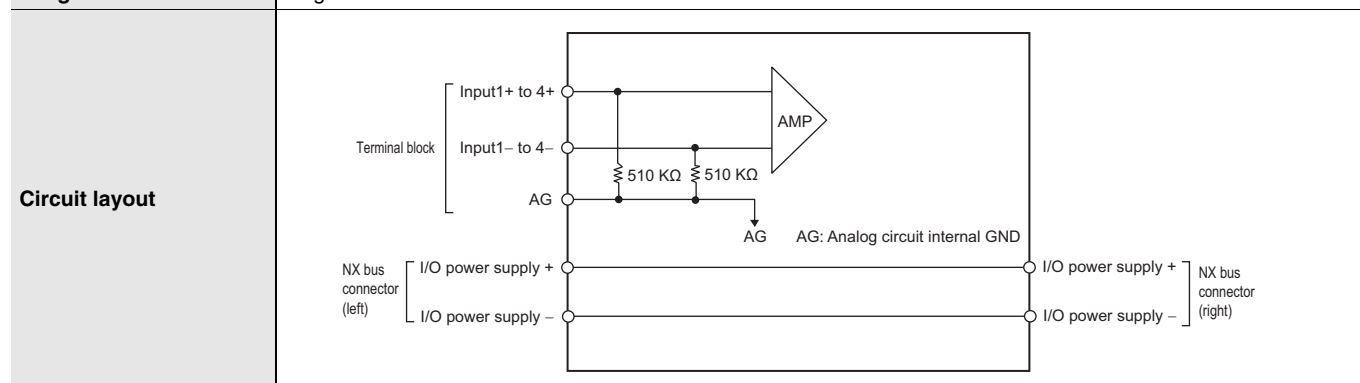 Circuit layout
Input1+ to 4+
Terminal block
Input1– to 4–
AMP
510 KΩ
510 KΩ
AG
AG
AG: Analog circuit internal GND
NX bus
connector
(left)
I/O power supply +
I/O power supply –
I/O power supply +
I/O power supply –
NX bus
connector
(right)